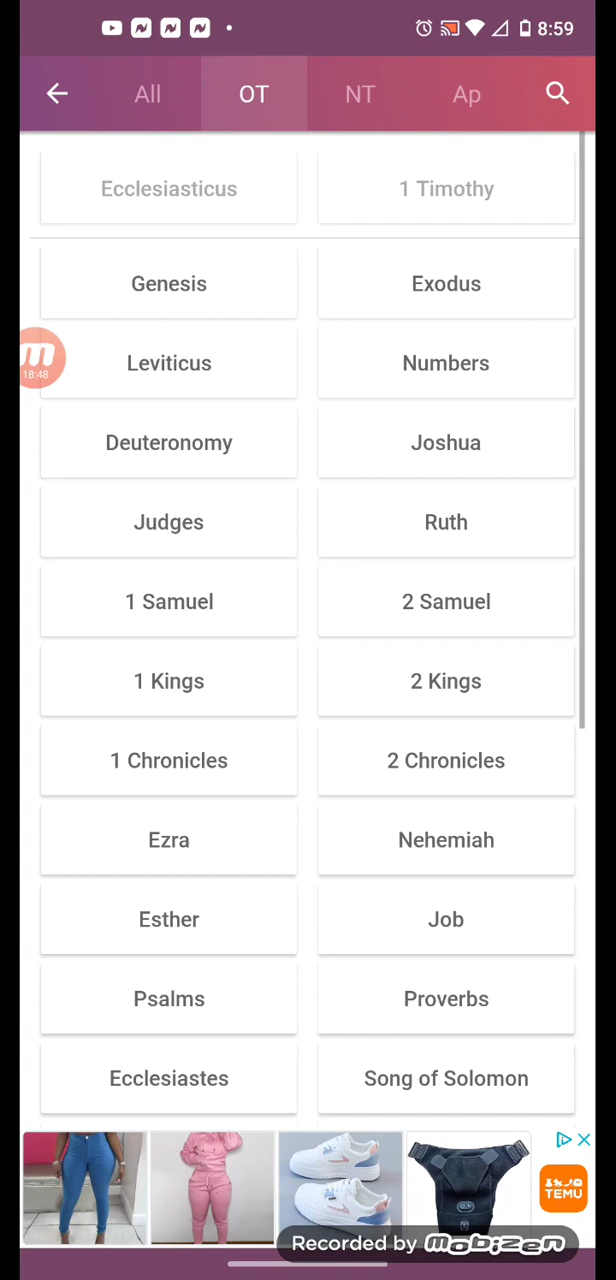 8:59
All OT NT Ap
Ecclesiasticus 1 Timothy
Genesis Exodus
18:48
Leviticus Numbers
Deuteronomy Joshua
Judges Ruth
1 Samuel 2 Samuel
1 Kings 2 Kings
1 Chronicles 2 Chronicles
Ezra Nehemiah
Esther Job
Psalms Proverbs
Ecclesiastes Song of Solomon
TEMU
Recorded by mobizen